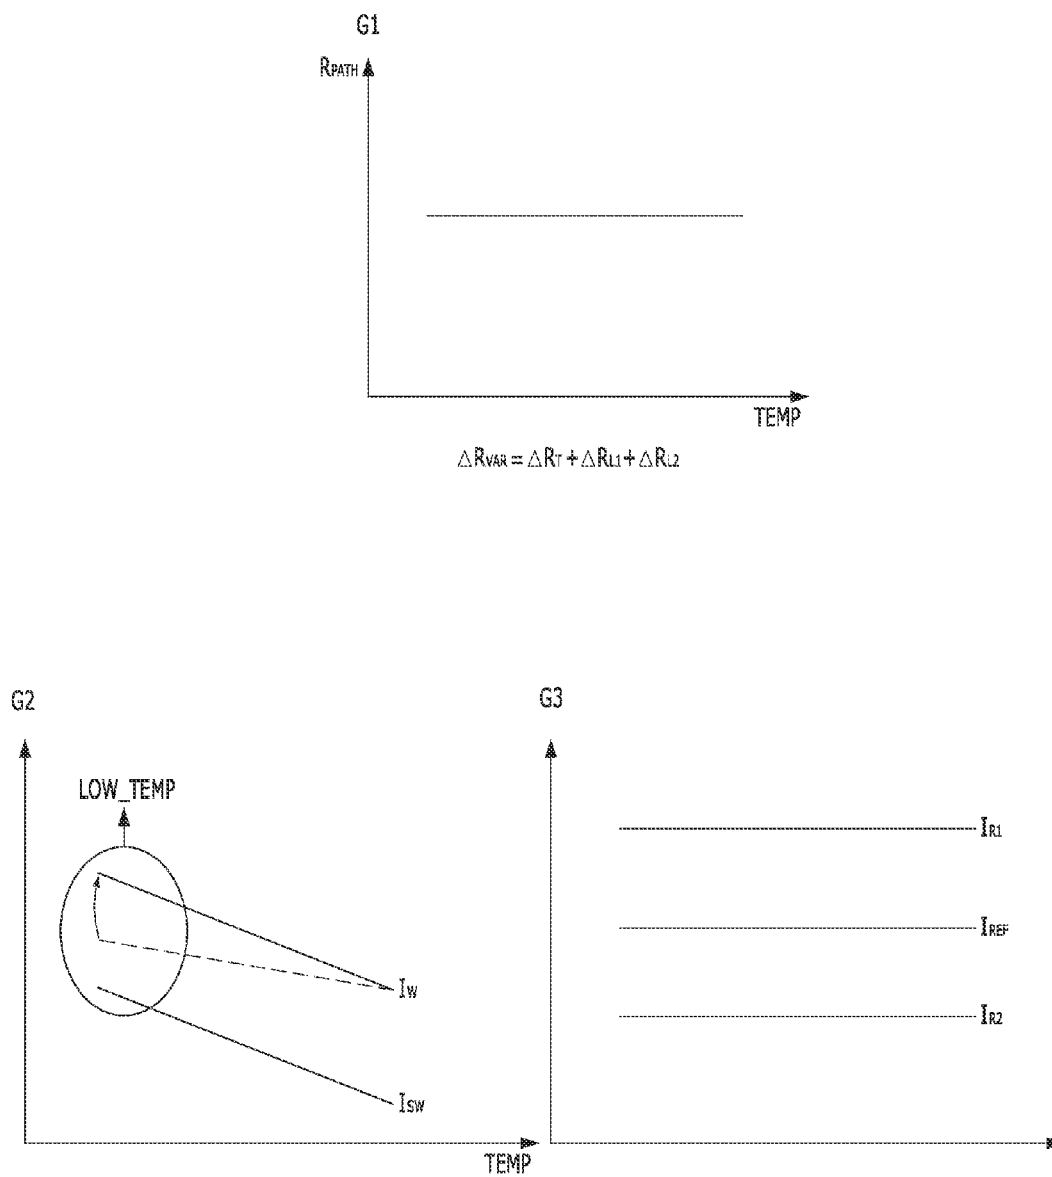 G1
RPATH
TEMP
△RVAR = △RT + △RL1 + △RL2
G2
LOW_TEMP
IW
ISW
TEMP
G3
IR1
IREF
IR2